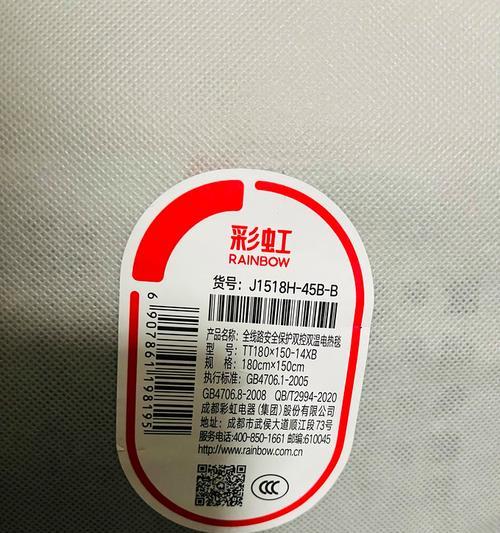 彩虹
RAINBOW
货号: J1518H-45B-B
产品名称: 全线路安全保护双控双温电热毯
型 号: TT180×150-14XB
规 格: 180cm×150cm
执行标准: GB4706.1-2005
GB4706.8-2008 QB/T2994-2020
成都彩虹电器(集团)股份有限公司
地址: 成都市武侯大道顺江段73号
服务电话:400-850-1661 邮编:610045
http://www.rainbow.com.cn
6907861198195
CCC